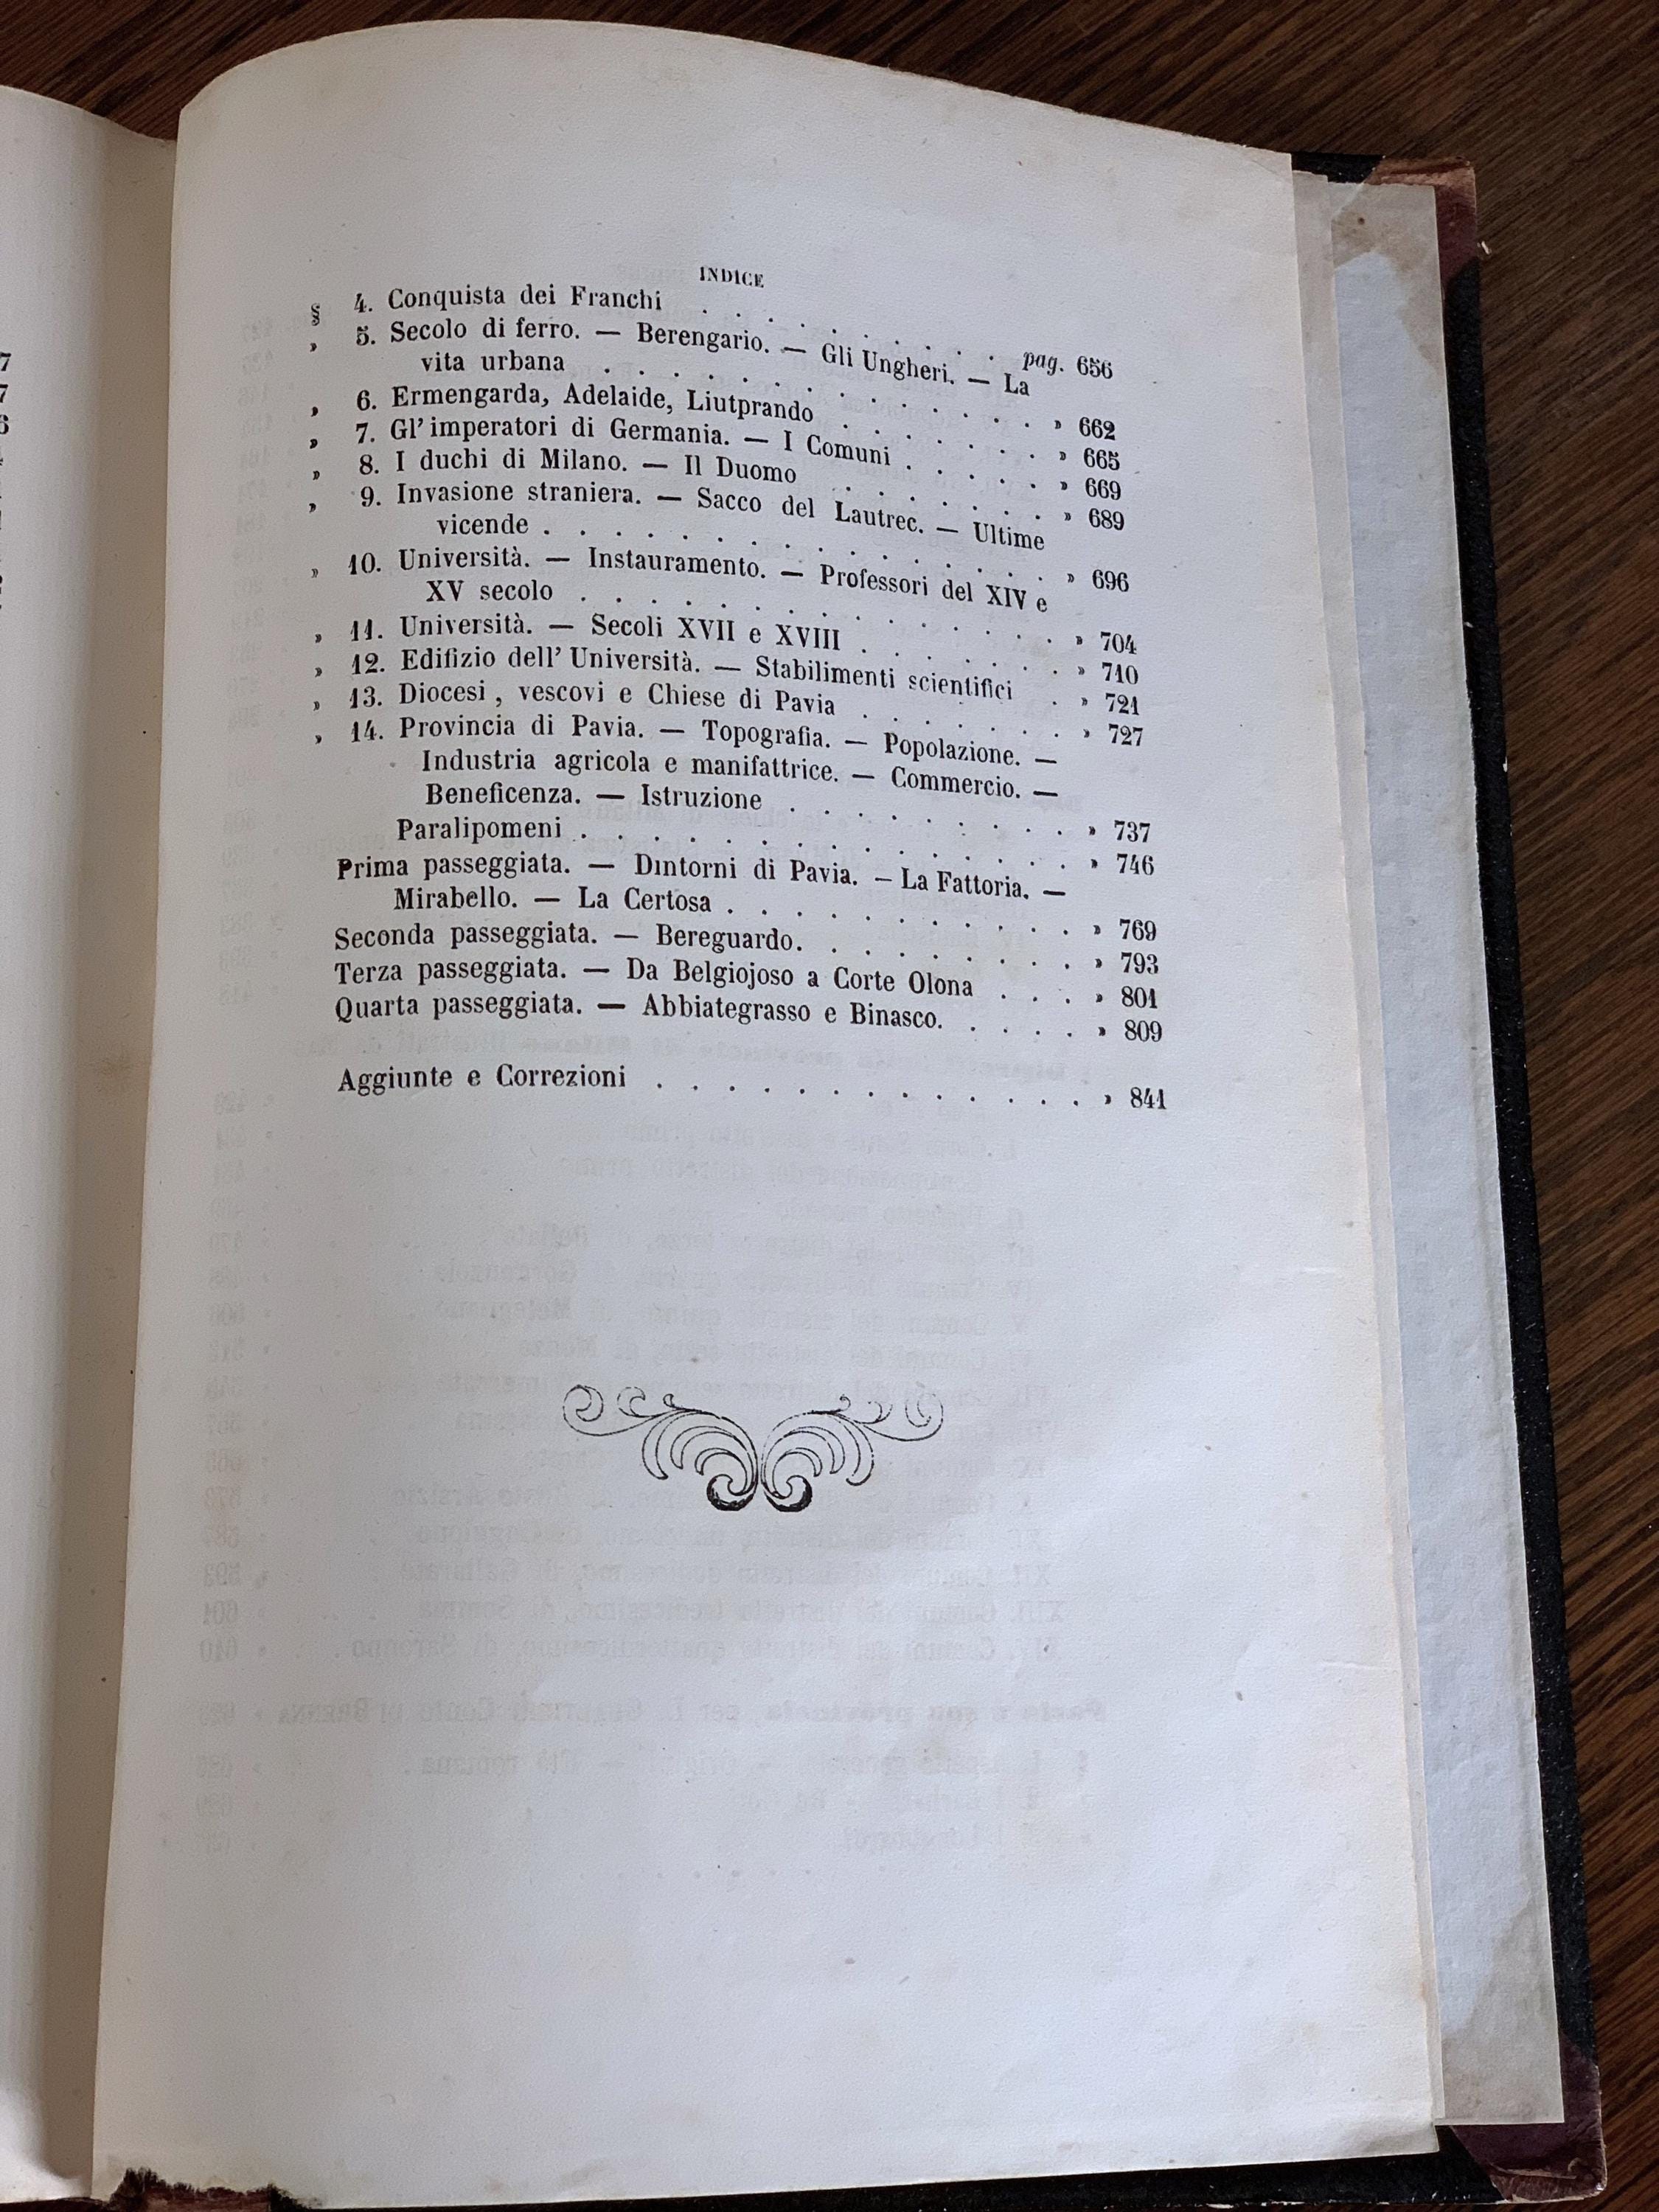 INDICE
§ 4. Conquista dei Franchi . . . . . . . . . pag. 656
» 5. Secolo di ferro. — Berengario. — Gli Ungheri. — La
vita urbana . . . . . . . . . . . . » 662
» 6. Ermengarda, Adelaide, Liutprando . . . . . . . » 665
» 7. Gl' imperatori di Germania. — I Comuni . . . . . » 669
» 8. I duchi di Milano. — Il Duomo . . . . . . . » 689
» 9. Invasione straniera. — Sacco del Lautrec. — Ultime
vicende . . . . . . . . . . . . . . » 696
» 10. Università. — Instauramento. — Professori del XIV e
XV secolo . . . . . . . . . . . . . » 704
» 11. Università. — Secoli XVII e XVIII . . . . . . . » 710
» 12. Edifizio dell' Università. — Stabilimenti scientifici . » 721
» 13. Diocesi, vescovi e Chiese di Pavia . . . . . . . » 727
» 14. Provincia di Pavia. — Topografia. — Popolazione. —
Industria agricola e manifattrice. — Commercio. —
Beneficenza. — Istruzione . . . . . . . . . » 737
Paralipomeni . . . . . . . . . . . . . . » 746
Prima passeggiata. — Dintorni di Pavia. — La Fattoria. —
Mirabello. — La Certosa . . . . . . . . . . » 769
Seconda passeggiata. — Bereguardo. . . . . . . . . » 793
Terza passeggiata. — Da Belgiojoso a Corte Olona . . . » 801
Quarta passeggiata. — Abbiategrasso e Binasco. . . . . » 809
Aggiunte e Correzioni . . . . . . . . . . . . . » 841